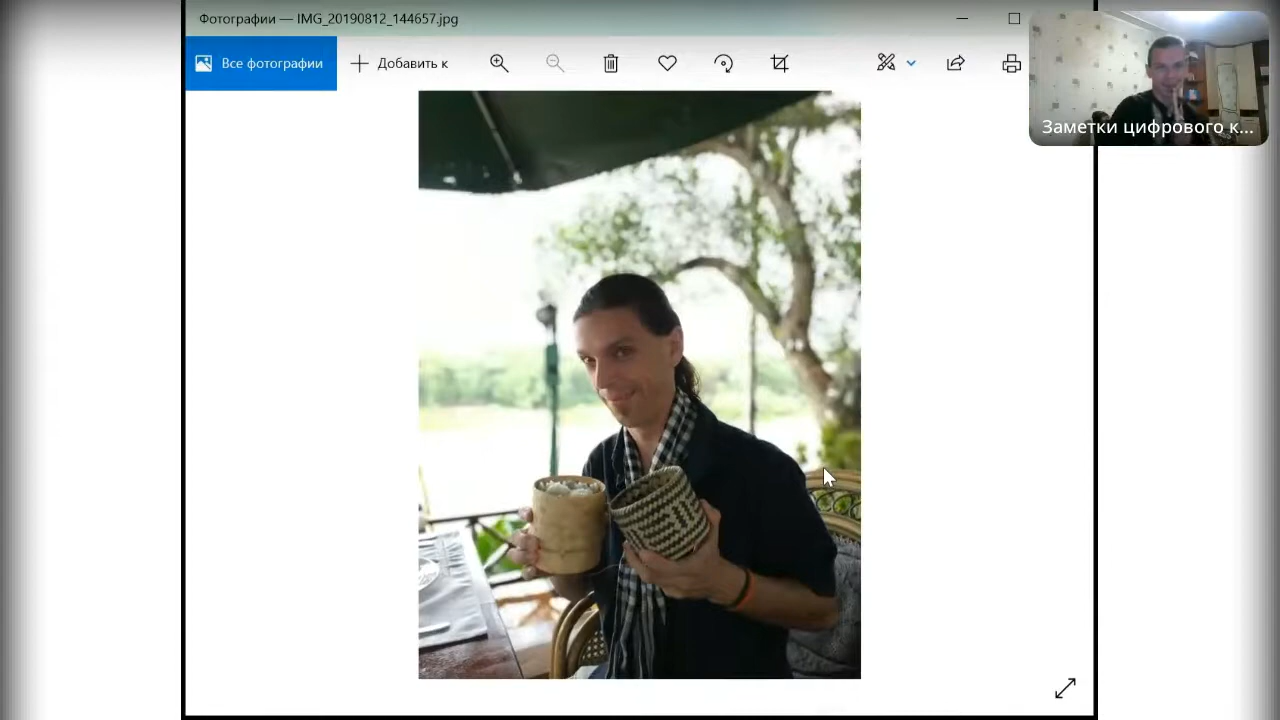 Фотографии — IMG_20190812_144657.jpg
Все фотографии
Добавить к
Заметки цифрового к...